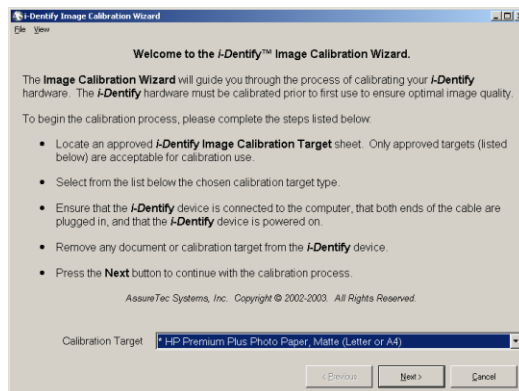 i-Dentify Image Calibration Wizard
File View
Welcome to the i-Dentify™ Image Calibration Wizard.
The Image Calibration Wizard will guide you through the process of calibrating your i-Dentify
hardware. The i-Dentify hardware must be calibrated prior to first use to ensure optimal image quality.
To begin the calibration process, please complete the steps listed below:
• Locate an approved i-Dentify Image Calibration Target sheet. Only approved targets (listed
below) are acceptable for calibration use.
• Select from the list below the chosen calibration target type.
• Ensure that the i-Dentify device is connected to the computer, that both ends of the cable are
plugged in, and that the i-Dentify device is powered on.
• Remove any document or calibration target from the i-Dentify device.
• Press the Next button to continue with the calibration process.
AssureTec Systems, Inc. Copyright © 2002-2003. All Rights Reserved.
Calibration Target * HP Premium Plus Photo Paper, Matte (Letter or A4)
< Previous Next > Cancel